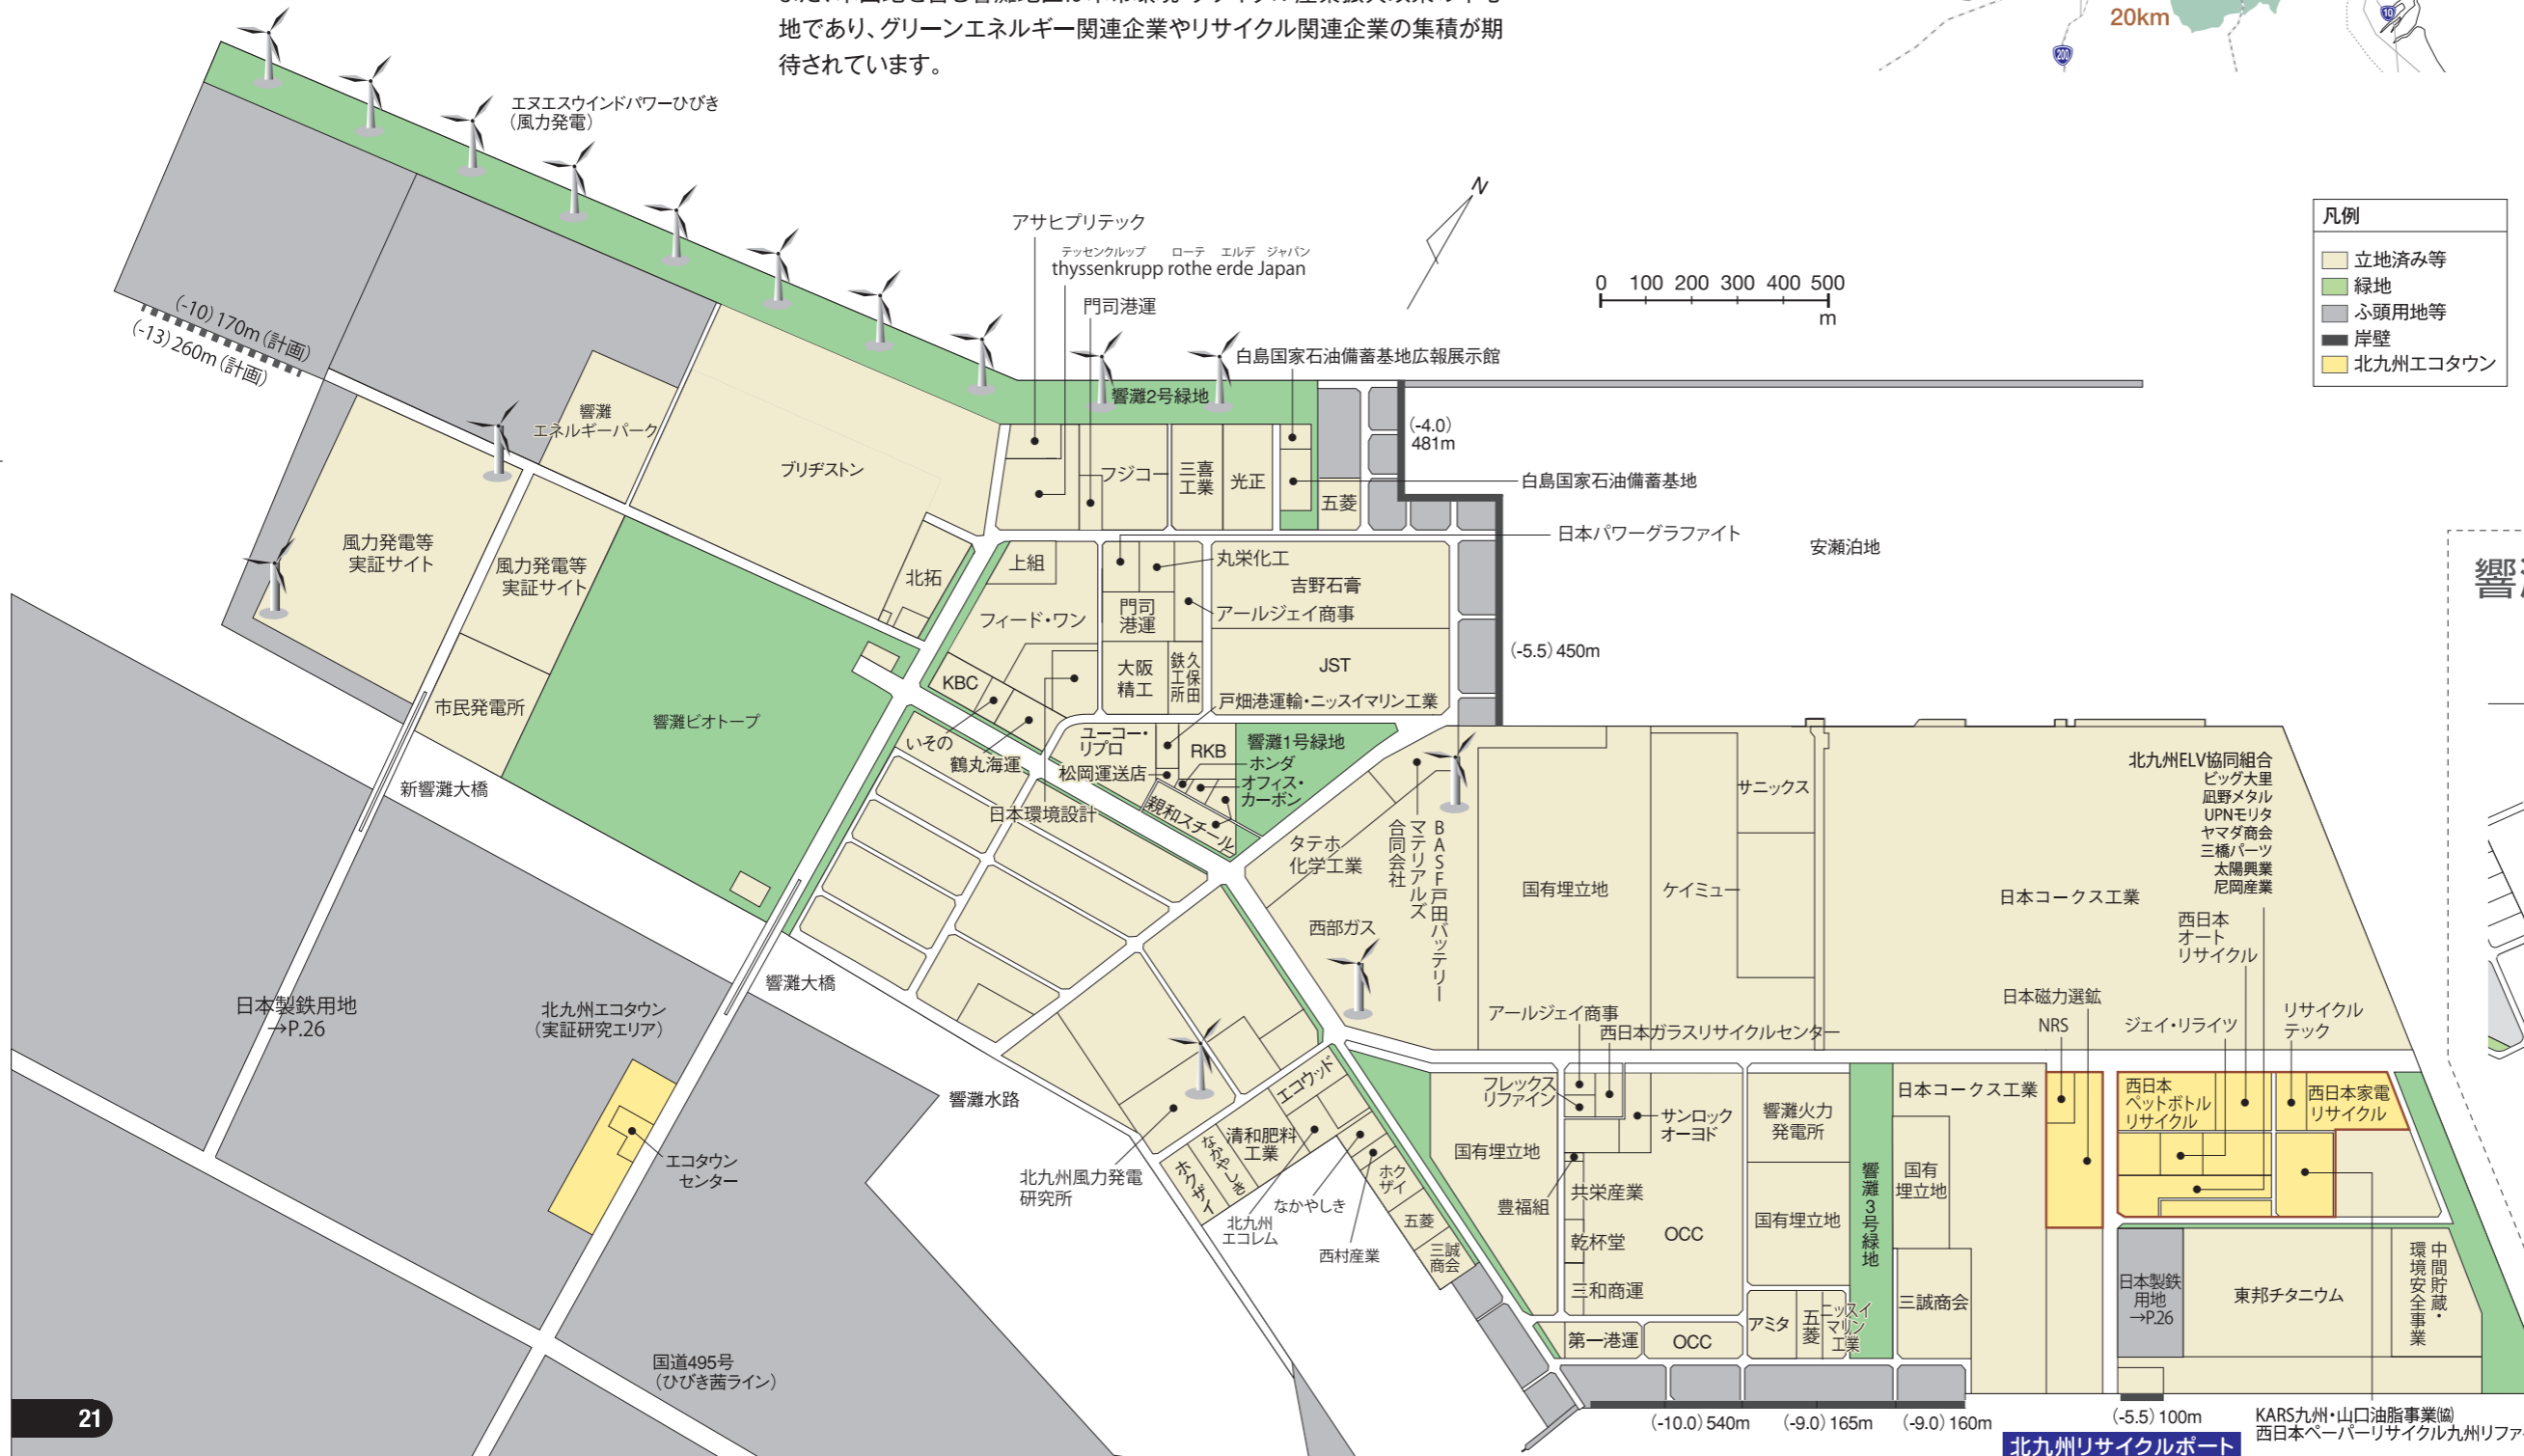 地であり、グリーンエネルギー関連企業やリサイクル関連企業の集積が期
待されています。
20km
200
10
エヌエスウインドパワーひびき
（風力発電）
N
凡例
立地済み等
緑地
ふ頭用地等
岸壁
北九州エコタウン
0 100 200 300 400 500
m
アサヒプリテック
テッセンクルップ ローテ エルデ ジャパン
thyssenkrupp rothe erde Japan
門司港運
白島国家石油備蓄基地広報展示館
(-10) 170m (計画)
(-13) 260m (計画)
響灘2号緑地
響灘
エネルギーパーク
ブリヂストン
フジコー
三喜
工業
光正
五菱
(-4.0)
481m
白島国家石油備蓄基地
日本パワーグラファイト
安瀬泊地
風力発電等
実証サイト
風力発電等
実証サイト
北拓
上組
丸栄化工
吉野石膏
門司
港運
アールジェイ商事
フィード・ワン
JST
(-5.5) 450m
大阪
精工
久保田
鉄工所
KBC
戸畑港運輸・ニッスイマリン工業
市民発電所
響灘ビオトープ
いその
鶴丸海運
ユーコー・
リプロ
RKB
響灘1号緑地
松岡運送店
ホンダ
オフィス・
カーボン
親和スチール
日本環境設計
新響灘大橋
タテホ
化学工業
BASF戸田バッテリー
マテリアルズ
合同会社
サニックス
国有埋立地
ケイミュー
西部ガス
日本コークス工業
北九州ELV協同組合
ビッグ大里
凪野メタル
UPNモリタ
ヤマダ商会
三橋パーツ
太陽興業
尼岡産業
西日本
オート
リサイクル
響灘大橋
日本製鉄用地
→P.26
北九州エコタウン
（実証研究エリア）
エコタウン
センター
響灘水路
国道495号
（ひびき茜ライン）
北九州風力発電
研究所
エコウッド
清和肥料
工業
なかやしき
ホクザイ
北九州
エコレム
なかやしき
西村産業
ホク
ザイ
五菱
三誠
商会
アールジェイ商事
西日本ガラスリサイクルセンター
フレックス
リファイン
サンロック
オーヨド
国有埋立地
豊福組
共栄産業
乾杯堂
三和商運
OCC
第一港運
OCC
響灘火力
発電所
国有埋立地
アミタ
五菱
ニッスイ
マリン
工業
響灘3号緑地
日本コークス工業
国有
埋立地
三誠商会
日本磁力選鉱
NRS
ジェイ・リライツ
リサイクル
テック
西日本
ペットボトル
リサイクル
西日本家電
リサイクル
日本製鉄
用地
→P.26
東邦チタニウム
中間貯蔵・
環境安全事業
(-10.0) 540m
(-9.0) 165m
(-9.0) 160m
(-5.5) 100m
KARS九州・山口油脂事業㈿
西日本ペーパーリサイクル九州リファ
北九州リサイクルポート
21
響